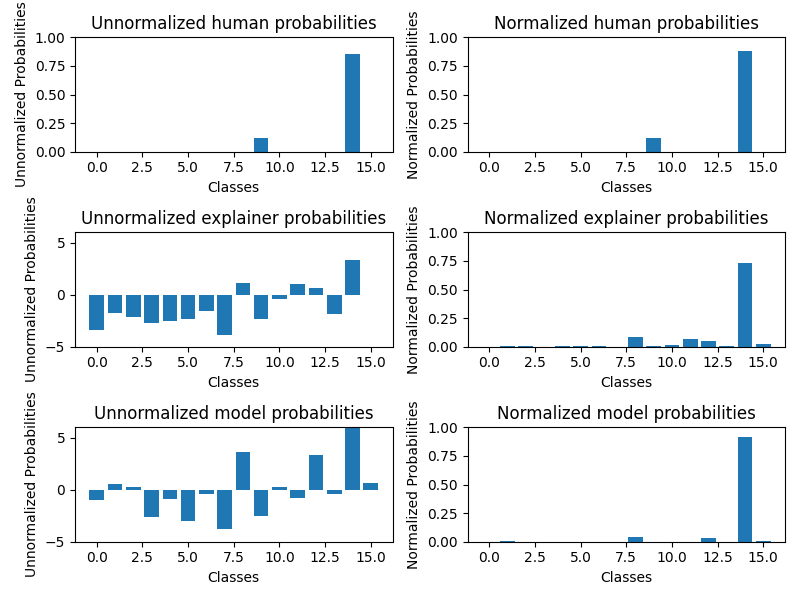 Unnormalized human probabilities
Unnormalized Probabilities
1.00
0.75
0.50
0.25
0.00
0.0 2.5 5.0 7.5 10.0 12.5 15.0
Classes
Normalized human probabilities
Normalized Probabilities
1.00
0.75
0.50
0.25
0.00
0.0 2.5 5.0 7.5 10.0 12.5 15.0
Classes
Unnormalized explainer probabilities
Unnormalized Probabilities
5
0
−5
0.0 2.5 5.0 7.5 10.0 12.5 15.0
Classes
Normalized explainer probabilities
Normalized Probabilities
1.00
0.75
0.50
0.25
0.00
0.0 2.5 5.0 7.5 10.0 12.5 15.0
Classes
Unnormalized model probabilities
Unnormalized Probabilities
5
0
−5
0.0 2.5 5.0 7.5 10.0 12.5 15.0
Classes
Normalized model probabilities
Normalized Probabilities
1.00
0.75
0.50
0.25
0.00
0.0 2.5 5.0 7.5 10.0 12.5 15.0
Classes